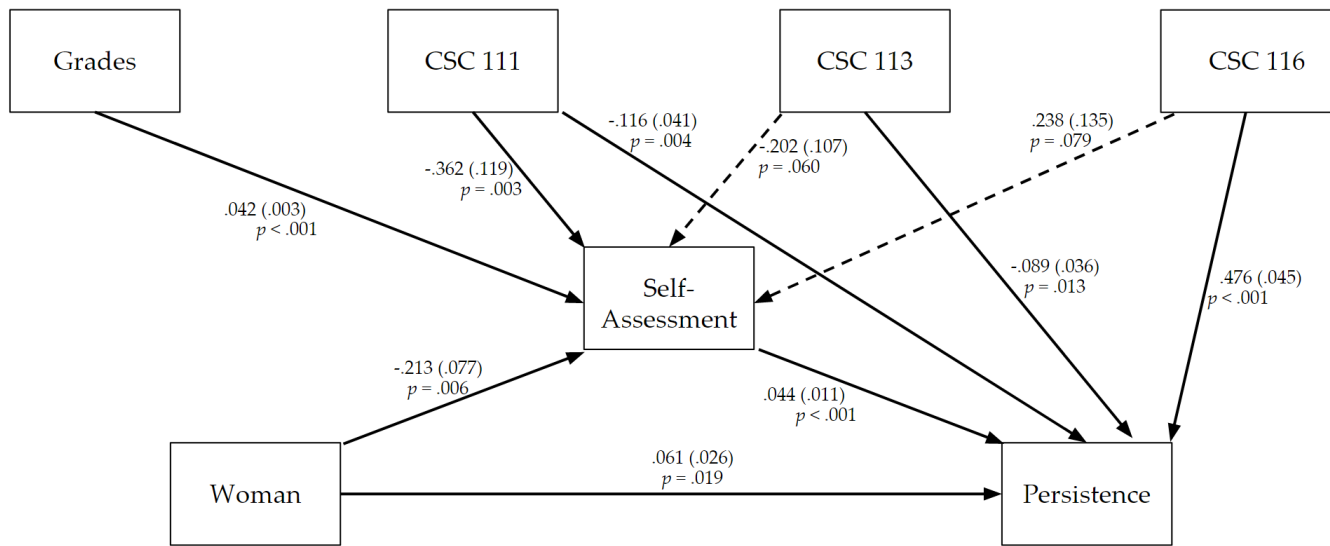 Grades
CSC 111
CSC 113
CSC 116
-.116 (.041)
p = .004
-.202 (.107)
p = .060
.238 (.135)
p = .079
-.362 (.119)
p = .003
.042 (.003)
p < .001
-.089 (.036)
p = .013
.476 (.045)
p < .001
Self-
Assessment
-.213 (.077)
p = .006
.044 (.011)
p < .001
.061 (.026)
p = .019
Woman
Persistence